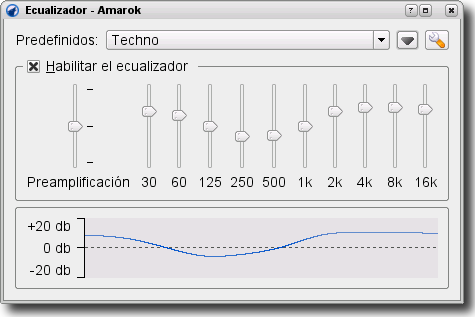 Ecualizador - Amarok
Predefinidos: Techno
Habilitar el ecualizador
Preamplificación 30 60 125 250 500 1k 2k 4k 8k 16k
+20 db
0 db
-20 db